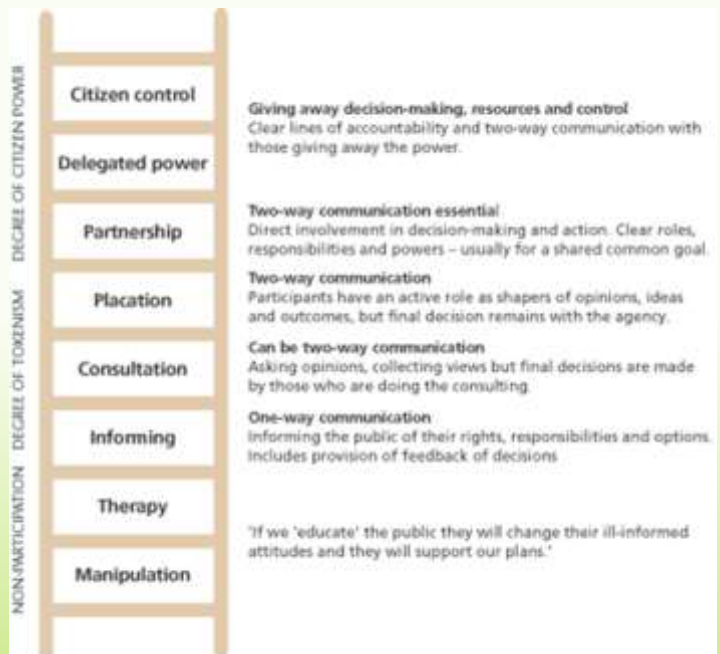 DEGREE OF CITIZEN POWER
DEGREE OF TOKENISM
NON-PARTICIPATION
Citizen control
Delegated power
Giving away decision-making, resources and control
Clear lines of accountability and two-way communication with
those giving away the power.
Partnership
Two-way communication essential
Direct involvement in decision-making and action. Clear roles,
responsibilities and powers – usually for a shared common goal.
Placation
Two-way communication
Participants have an active role as shapers of opinions, ideas
and outcomes, but final decision remains with the agency.
Consultation
Can be two-way communication
Asking opinions, collecting views but final decisions are made
by those who are doing the consulting
Informing
One-way communication
Informing the public of their rights, responsibilities and options.
Includes provision of feedback of decisions
Therapy
Manipulation
'If we 'educate' the public they will change their ill-informed
attitudes and they will support our plans.'